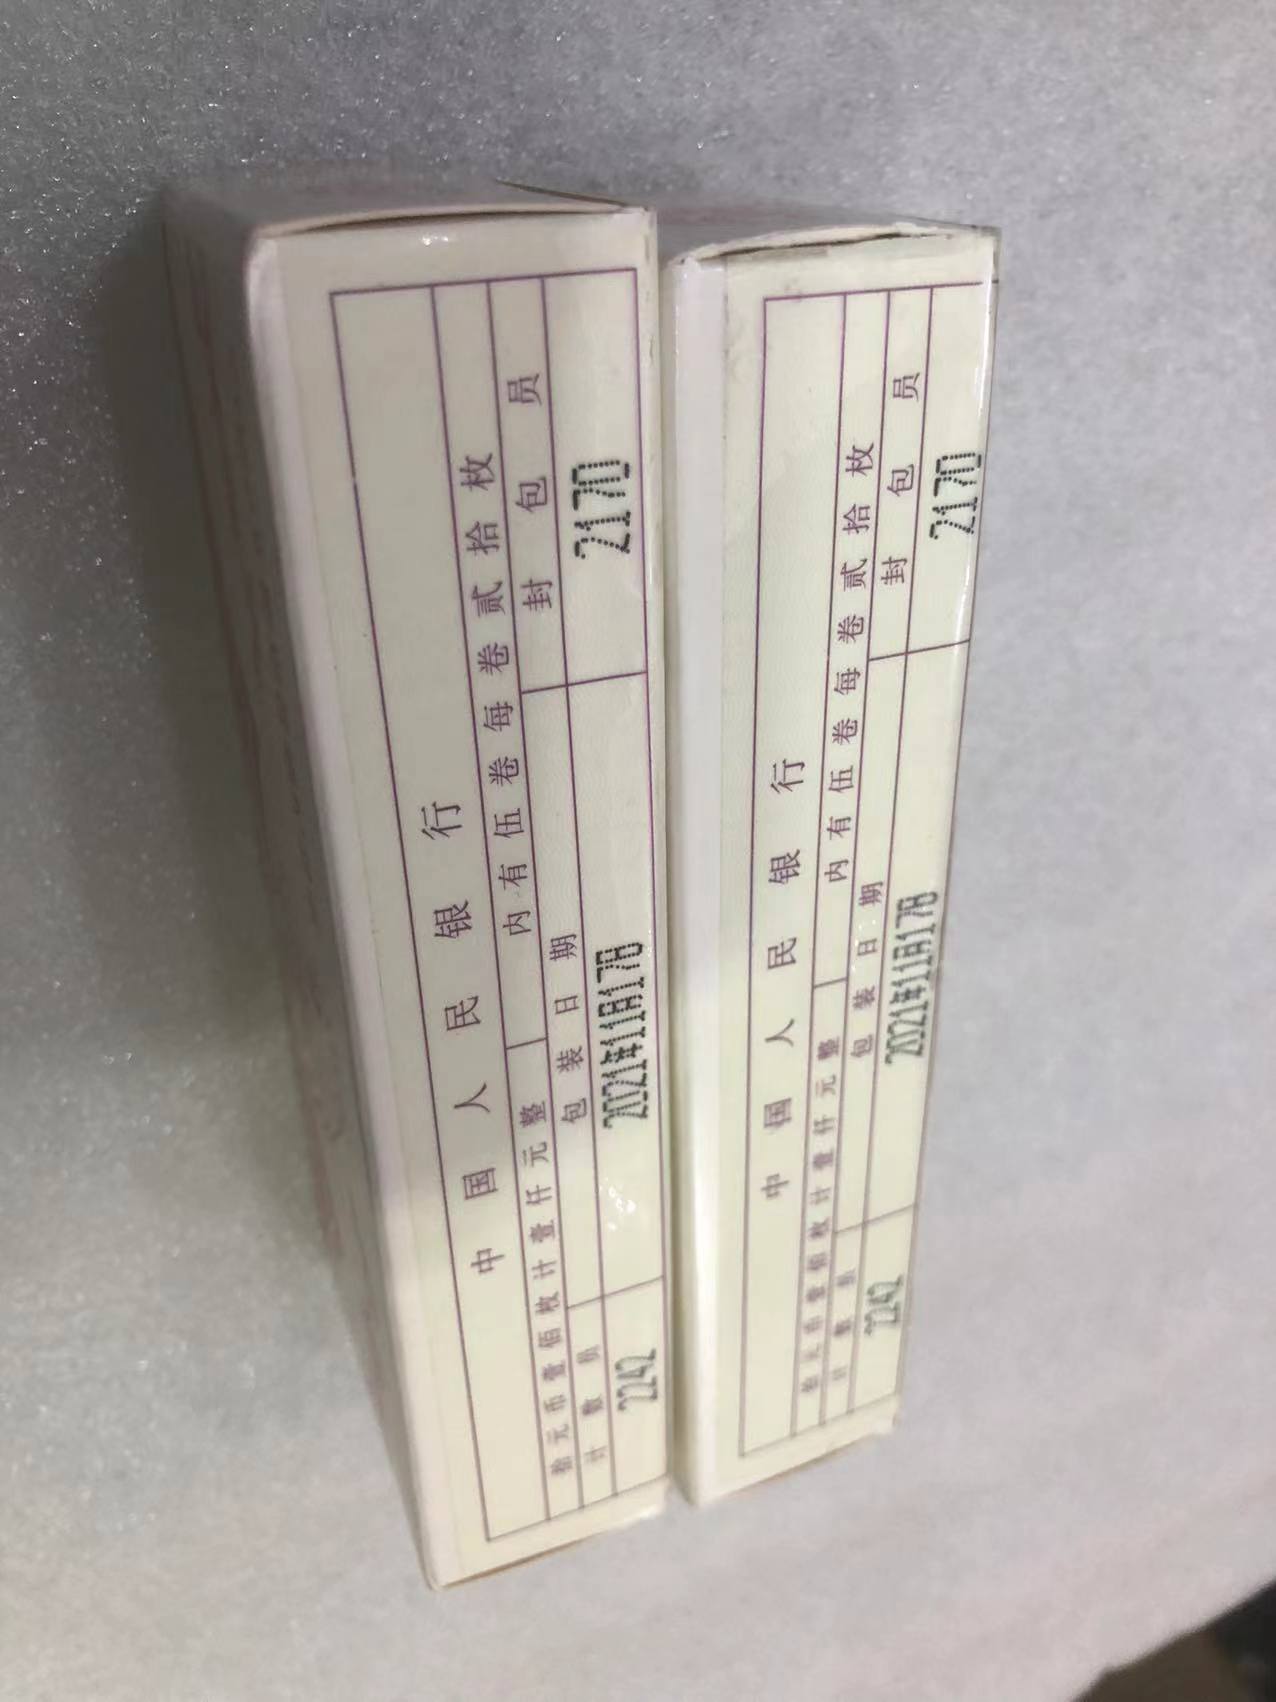 中国人民银行
拾元币壹佰枚计壹仟元整 内有伍卷每卷贰拾枚
计数员 包装日期 封包员
2242 2021年11月17日 2170
中国人民银行
拾元币壹佰枚计壹仟元整 内有伍卷每卷贰拾枚
计数员 包装日期 封包员
2242 2021年11月17日 2170